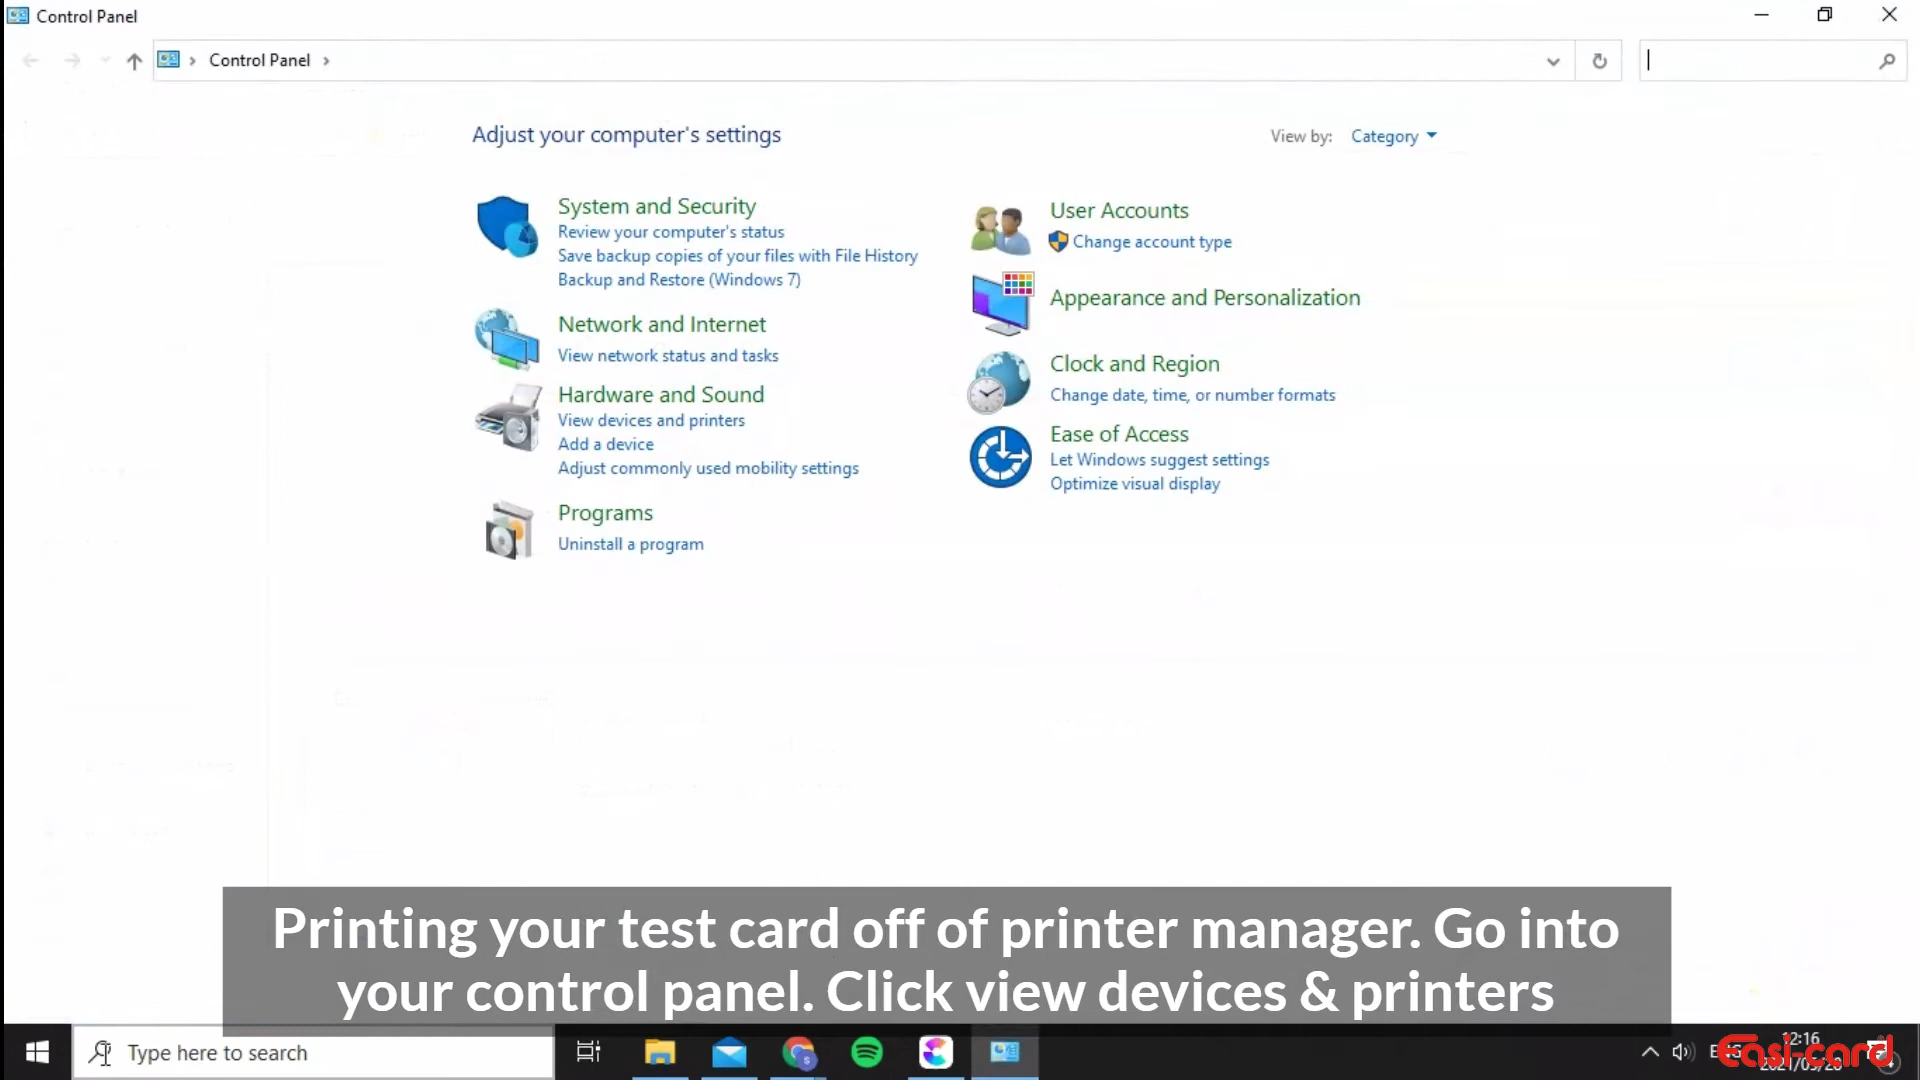 Control Panel
Control Panel
Adjust your computer's settings
View by: Category
System and Security
Review your computer's status
Save backup copies of your files with File History
Backup and Restore (Windows 7)
Network and Internet
View network status and tasks
Hardware and Sound
View devices and printers
Add a device
Adjust commonly used mobility settings
Programs
Uninstall a program
User Accounts
Change account type
Appearance and Personalization
Clock and Region
Change date, time, or number formats
Ease of Access
Let Windows suggest settings
Optimize visual display
Printing your test card off of printer manager. Go into
your control panel. Click view devices & printers
Type here to search
12:16
Easi-card